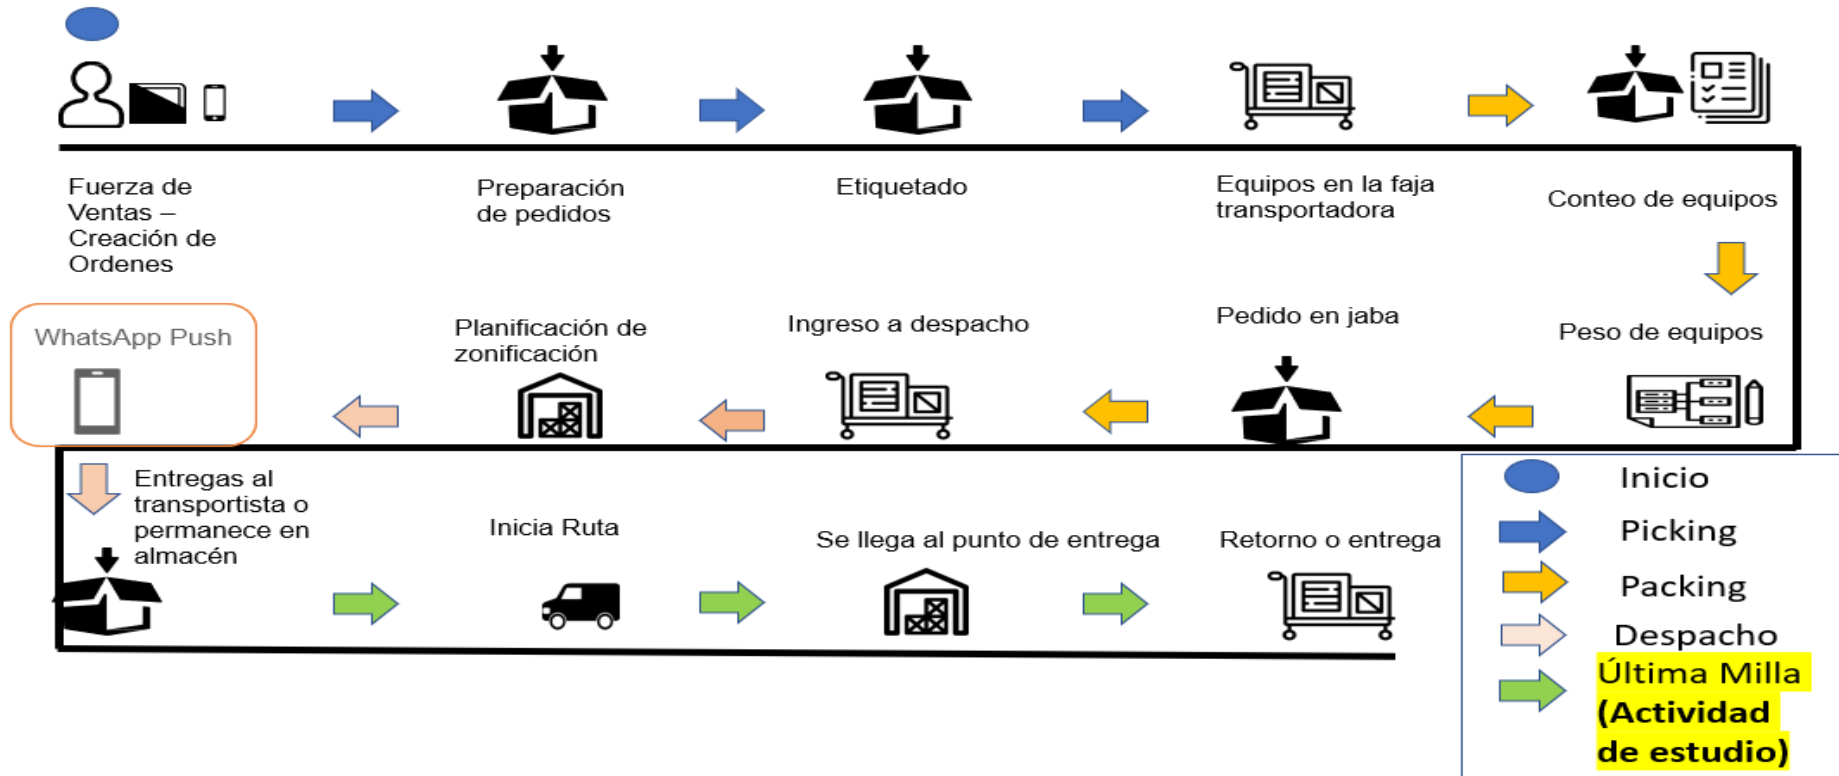 Fuerza de
Ventas –
Creación de
Ordenes
Preparación
de pedidos
Etiquetado
Equipos en la faja
transportadora
Conteo de equipos
WhatsApp Push
Planificación de
zonificación
Ingreso a despacho
Pedido en jaba
Peso de equipos
Entregas al
transportista o
permanece en
almacén
Inicia Ruta
Se llega al punto de entrega
Retorno o entrega
Inicio
Picking
Packing
Despacho
Última Milla
(Actividad
de estudio)